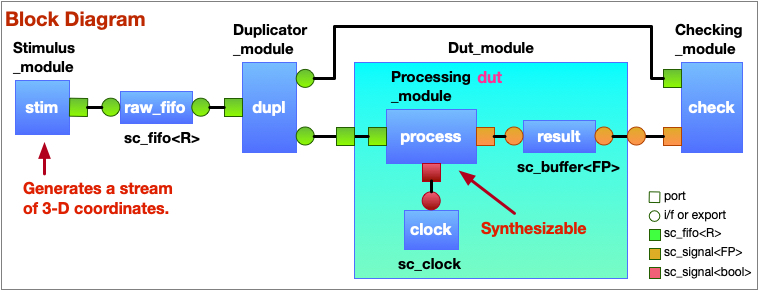 Block Diagram
Stimulus
_module
Duplicator
_module
Dut_module
Checking
_module
Processing dut
_module
stim
raw_fifo
dupl
check
process
result
sc_fifo<R>
sc_buffer<FP>
Generates a stream
of 3-D coordinates.
clock
Synthesizable
sc_clock
port
i/f or export
sc_fifo<R>
sc_signal<FP>
sc_signal<bool>